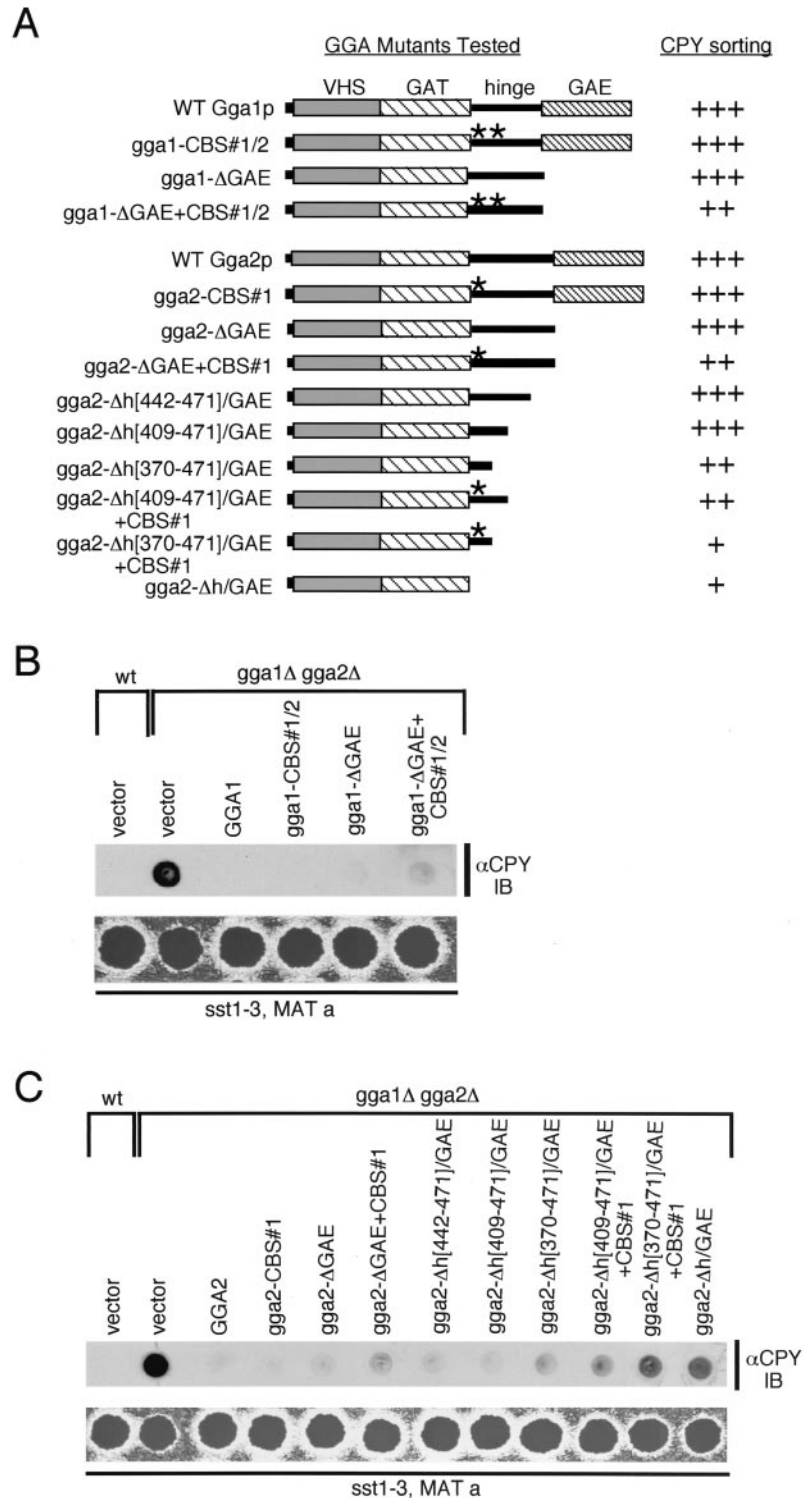 A
GGA Mutants Tested CPY sorting
VHS GAT hinge GAE
WT Gga1p +++
gga1-CBS#1/2 ** +++
gga1-ΔGAE +++
gga1-ΔGAE+CBS#1/2 ** ++
WT Gga2p +++
gga2-CBS#1 * +++
gga2-ΔGAE +++
gga2-ΔGAE+CBS#1 * ++
gga2-Δh[442-471]/GAE +++
gga2-Δh[409-471]/GAE +++
gga2-Δh[370-471]/GAE ++
gga2-Δh[409-471]/GAE * ++
+CBS#1
gga2-Δh[370-471]/GAE * +
+CBS#1
gga2-Δh/GAE +
B
wt gga1Δ gga2Δ
vector
vector
GGA1
gga1-CBS#1/2
gga1-ΔGAE
gga1-ΔGAE+
CBS#1/2
αCPY
IB
sst1-3, MAT a
C
wt gga1Δ gga2Δ
vector
vector
GGA2
gga2-CBS#1
gga2-ΔGAE
gga2-ΔGAE+CBS#1
gga2-Δh[442-471]/GAE
gga2-Δh[409-471]/GAE
gga2-Δh[370-471]/GAE
gga2-Δh[409-471]/GAE
+CBS#1
gga2-Δh[370-471]/GAE
+CBS#1
gga2-Δh/GAE
αCPY
IB
sst1-3, MAT a